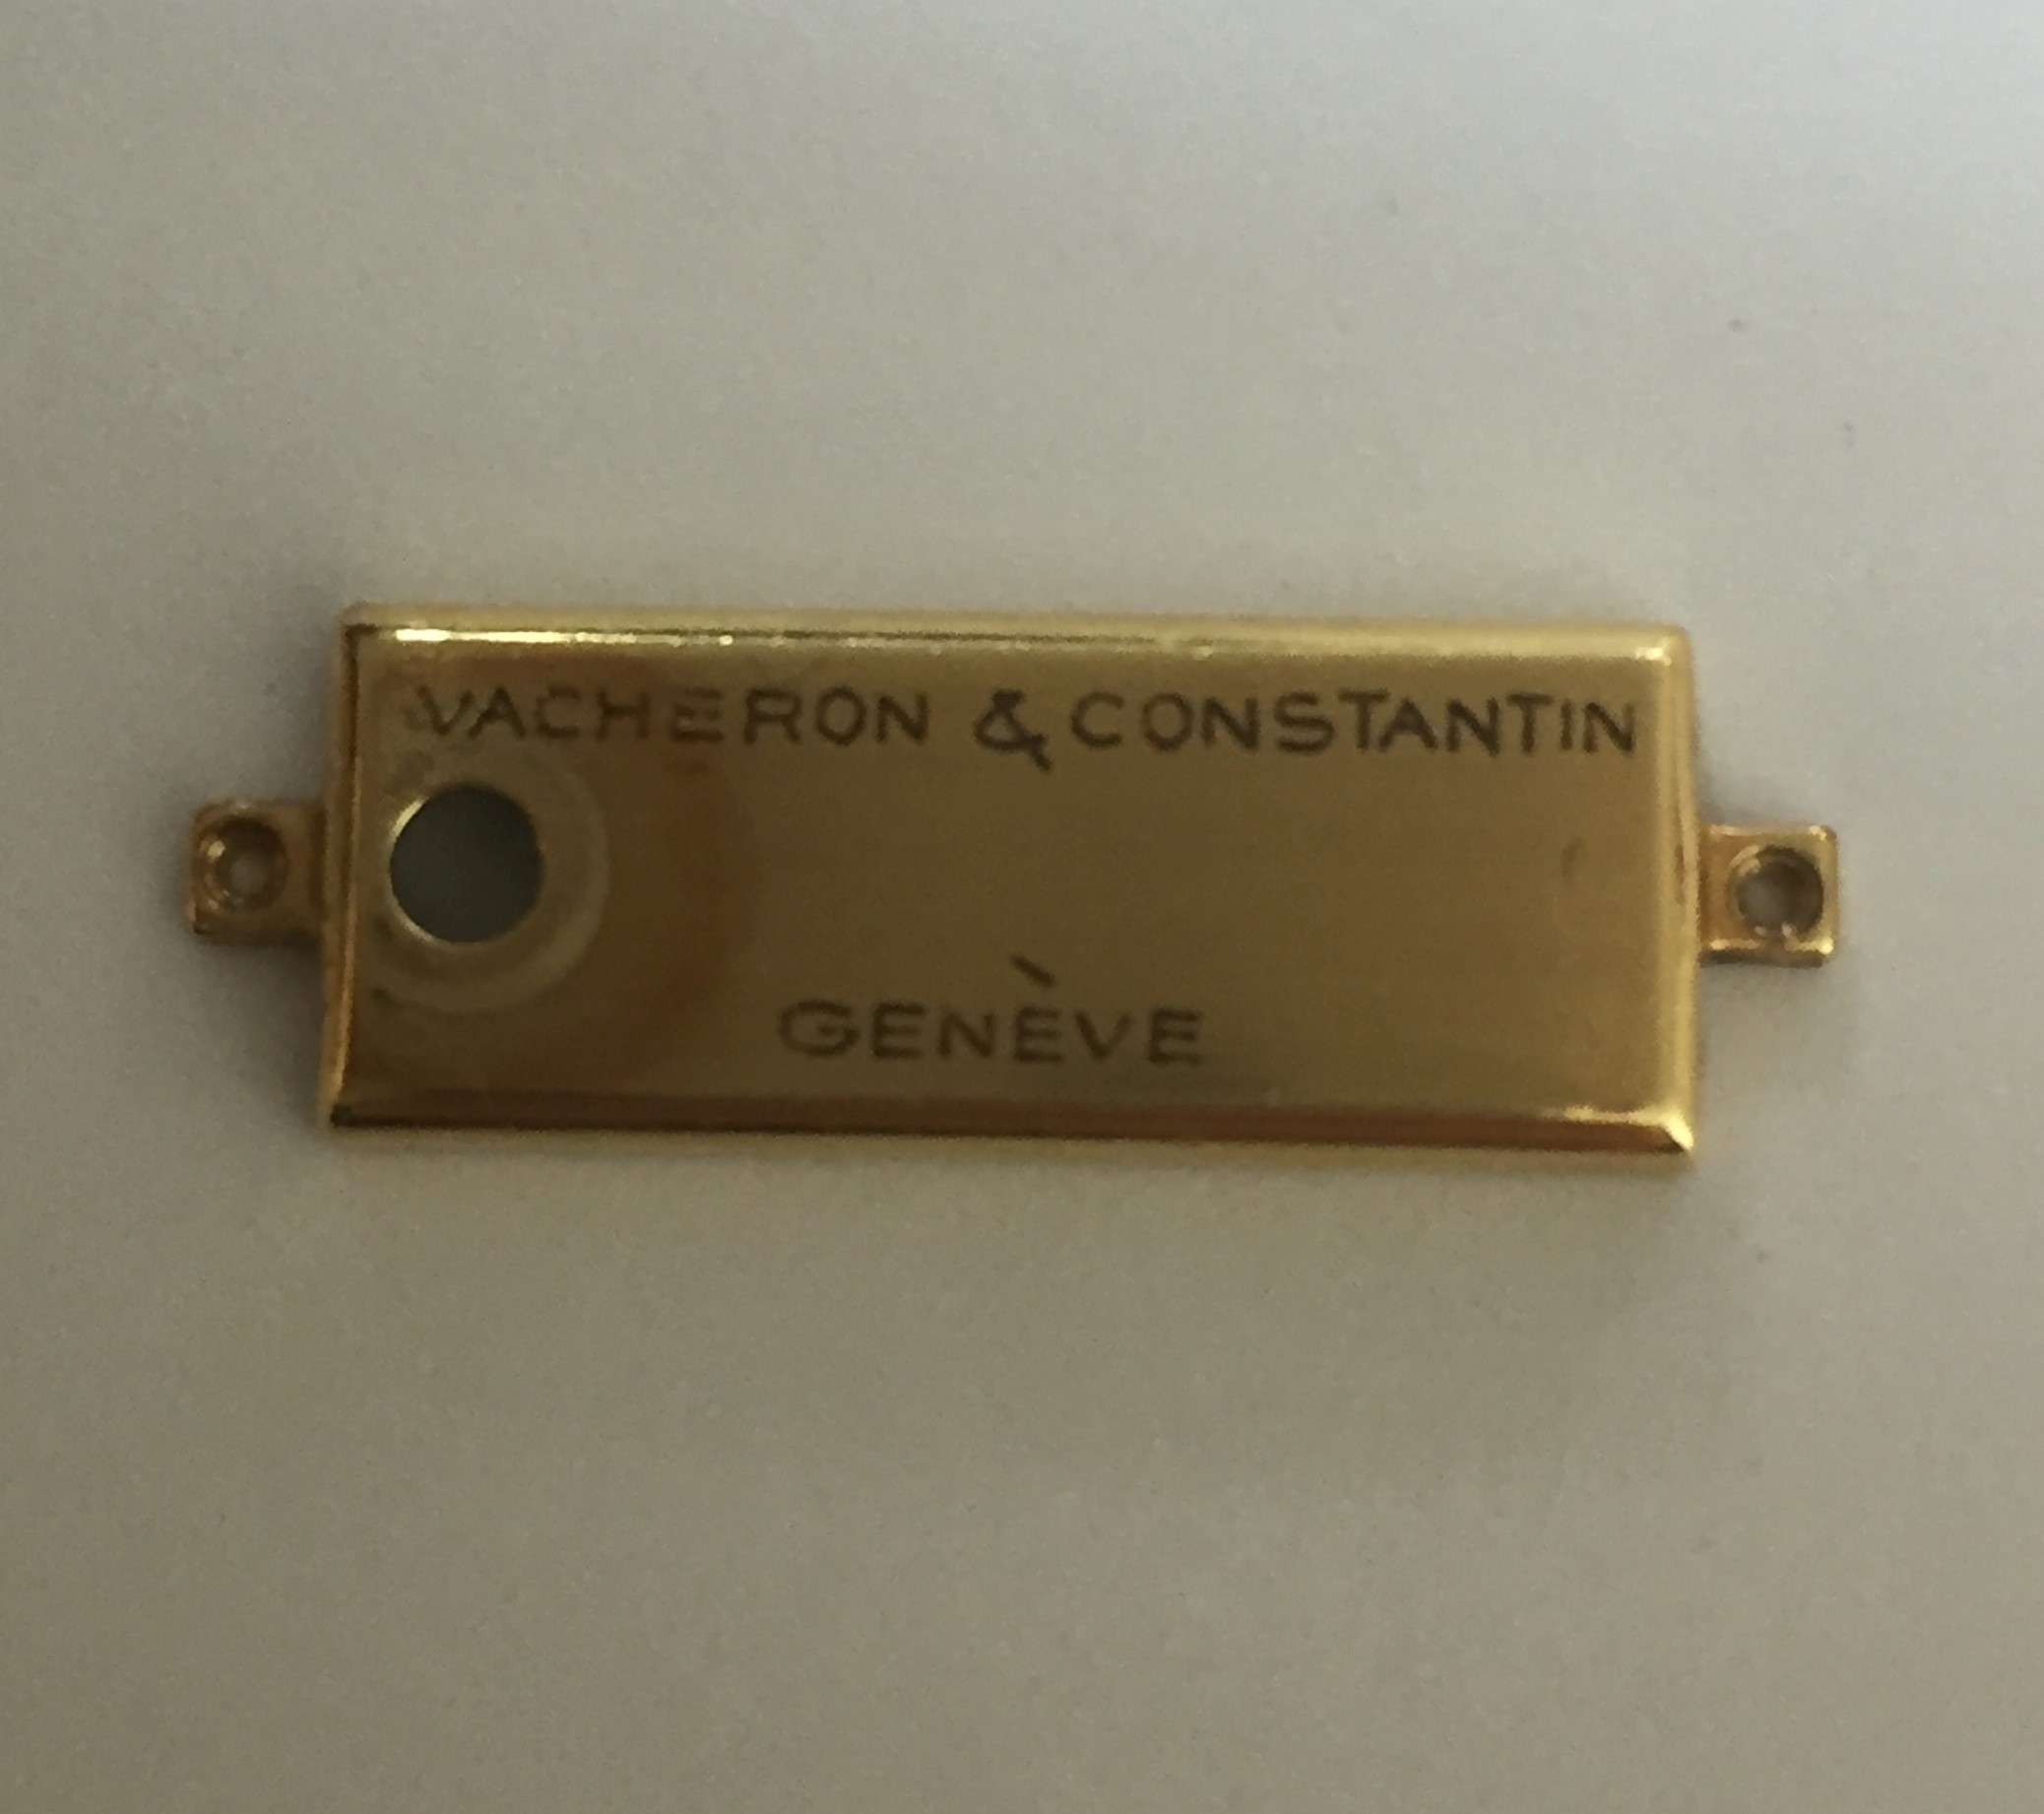 VACHERON & CONSTANTIN
GENÈVE